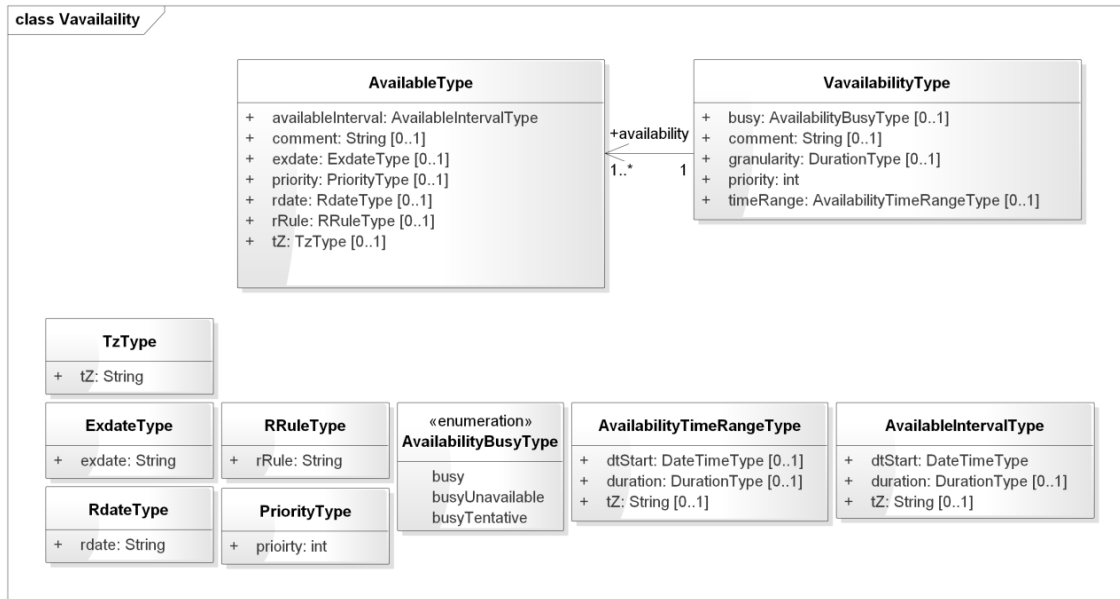 class Vavailaility
AvailableType
+ availableInterval: AvailableIntervalType
+ comment: String [0..1]
+ exdate: ExdateType [0..1]
+ priority: PriorityType [0..1]
+ rdate: RdateType [0..1]
+ rRule: RRuleType [0..1]
+ tZ: TzType [0..1]
+availability
1..*
1
VavailabilityType
+ busy: AvailabilityBusyType [0..1]
+ comment: String [0..1]
+ granularity: DurationType [0..1]
+ priority: int
+ timeRange: AvailabilityTimeRangeType [0..1]
TzType
+ tZ: String
ExdateType
+ exdate: String
RRuleType
+ rRule: String
«enumeration»
AvailabilityBusyType
busy
busyUnavailable
busyTentative
AvailabilityTimeRangeType
+ dtStart: DateTimeType [0..1]
+ duration: DurationType [0..1]
+ tZ: String [0..1]
AvailableIntervalType
+ dtStart: DateTimeType
+ duration: DurationType [0..1]
+ tZ: String [0..1]
RdateType
+ rdate: String
PriorityType
+ prioirty: int